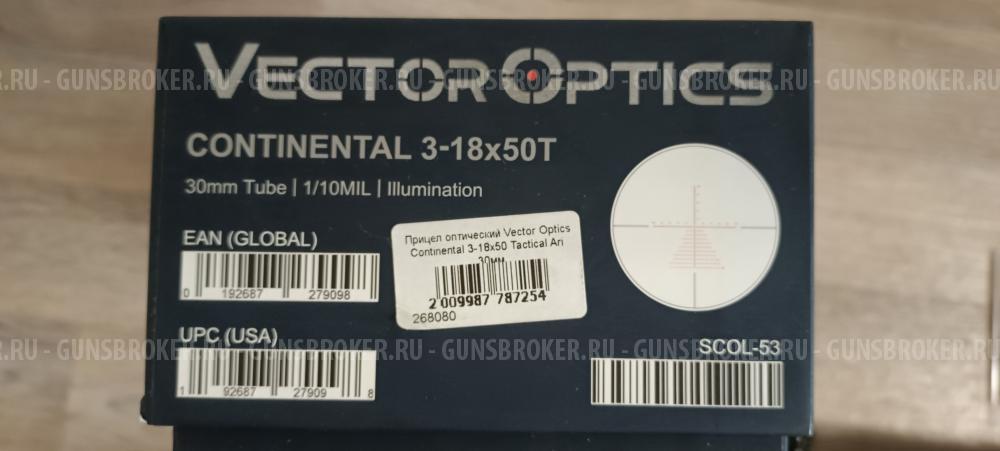 VECTOR OPTICS
GUNSBROKER.RU - GUNSBROKER.RU - GUNSBROKER.RU - GUNSBROKER.RU - GUNSBROKER.RU
CONTINENTAL 3-18x50T
30mm Tube | 1/10MIL | Illumination
EAN (GLOBAL)
0 192687 279098
Прицел оптический Vector Optics
Continental 3-18x50 Tactical Ari
30мм
2 009987 787254
268080
UPC (USA)
SCOL-53
.RU - GUNSBROKER.RU - GUNSBROKER.RU - GUNSBROKER.RU - GUNSBROKER.RU - GUNSBROKER.RU
1 92687 27909 8